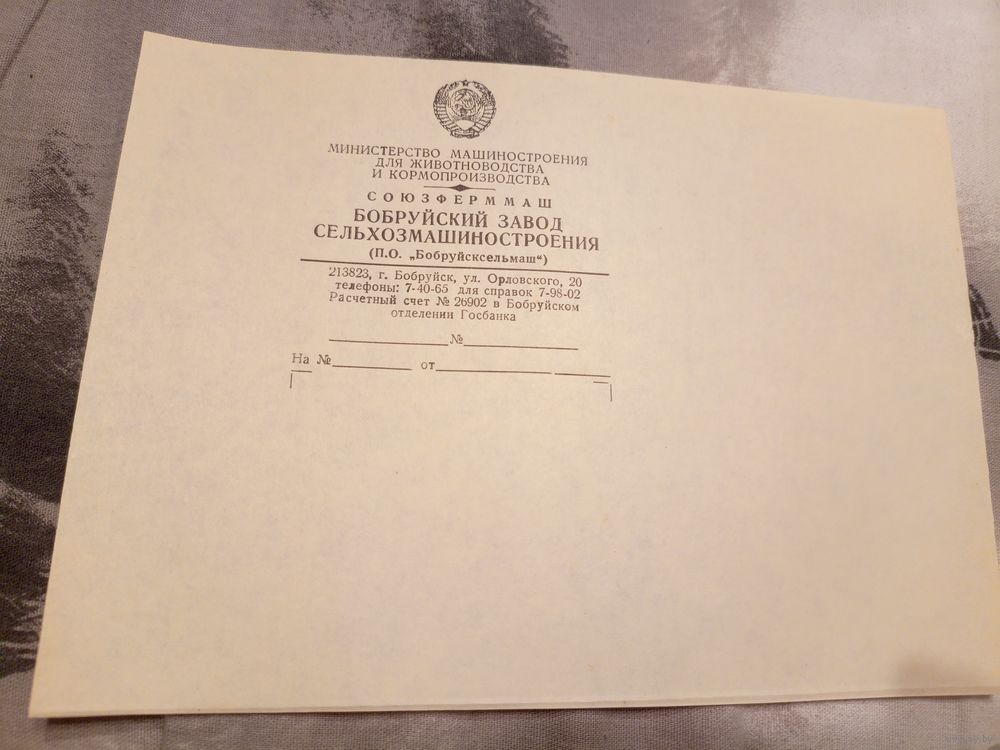 МИНИСТЕРСТВО МАШИНОСТРОЕНИЯ
ДЛЯ ЖИВОТНОВОДСТВА
И КОРМОПРОИЗВОДСТВА
СОЮЗФЕРММАШ
БОБРУЙСКИЙ ЗАВОД
СЕЛЬХОЗМАШИНОСТРОЕНИЯ
(П.О. „Бобруйсксельмаш“)
213823, г. Бобруйск, ул. Орловского, 20
телефоны: 7-40-65 для справок 7-98-02
Расчетный счет № 26902 в Бобруйском
отделении Госбанка
№
На № от